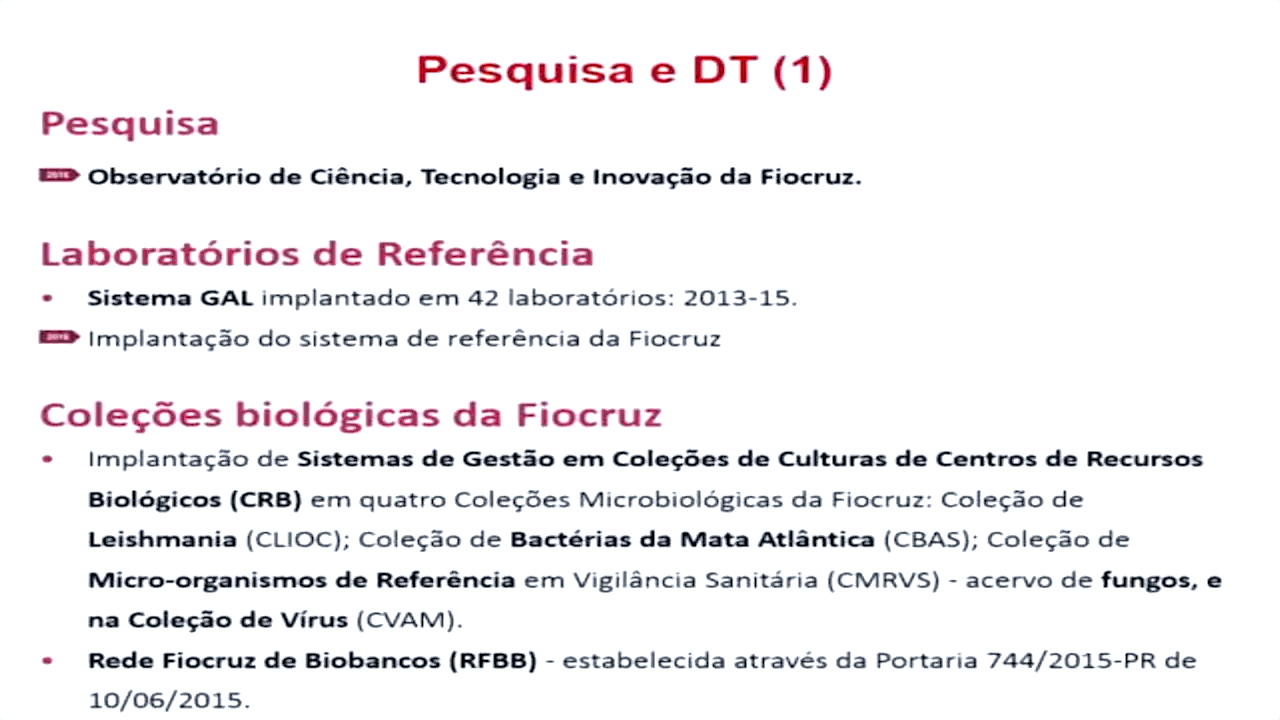 Pesquisa e DT (1)
Pesquisa
Observatório de Ciência, Tecnologia e Inovação da Fiocruz.
Laboratórios de Referência
• Sistema GAL implantado em 42 laboratórios: 2013-15.
Implantação do sistema de referência da Fiocruz
Coleções biológicas da Fiocruz
• Implantação de Sistemas de Gestão em Coleções de Culturas de Centros de Recursos
Biológicos (CRB) em quatro Coleções Microbiológicas da Fiocruz: Coleção de
Leishmania (CLIOC); Coleção de Bactérias da Mata Atlântica (CBAS); Coleção de
Micro-organismos de Referência em Vigilância Sanitária (CMRVS) - acervo de fungos, e
na Coleção de Vírus (CVAM).
• Rede Fiocruz de Biobancos (RFBB) - estabelecida através da Portaria 744/2015-PR de
10/06/2015.